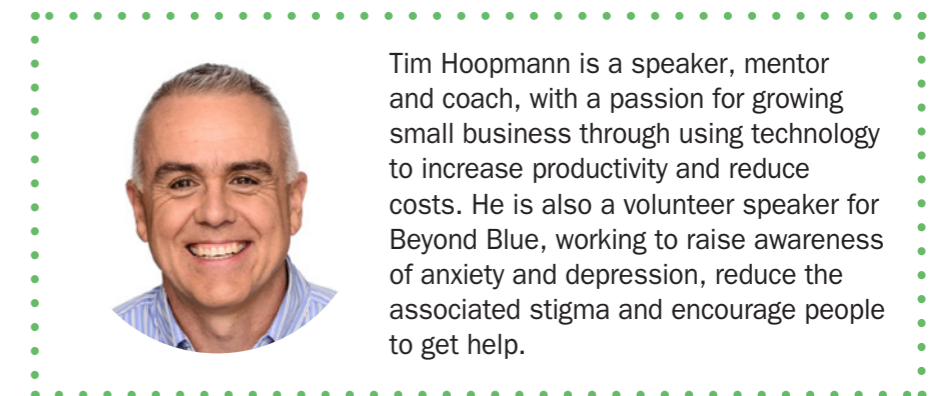 Tim Hoopmann is a speaker, mentor
and coach, with a passion for growing
small business through using technology
to increase productivity and reduce
costs. He is also a volunteer speaker for
Beyond Blue, working to raise awareness
of anxiety and depression, reduce the
associated stigma and encourage people
to get help.